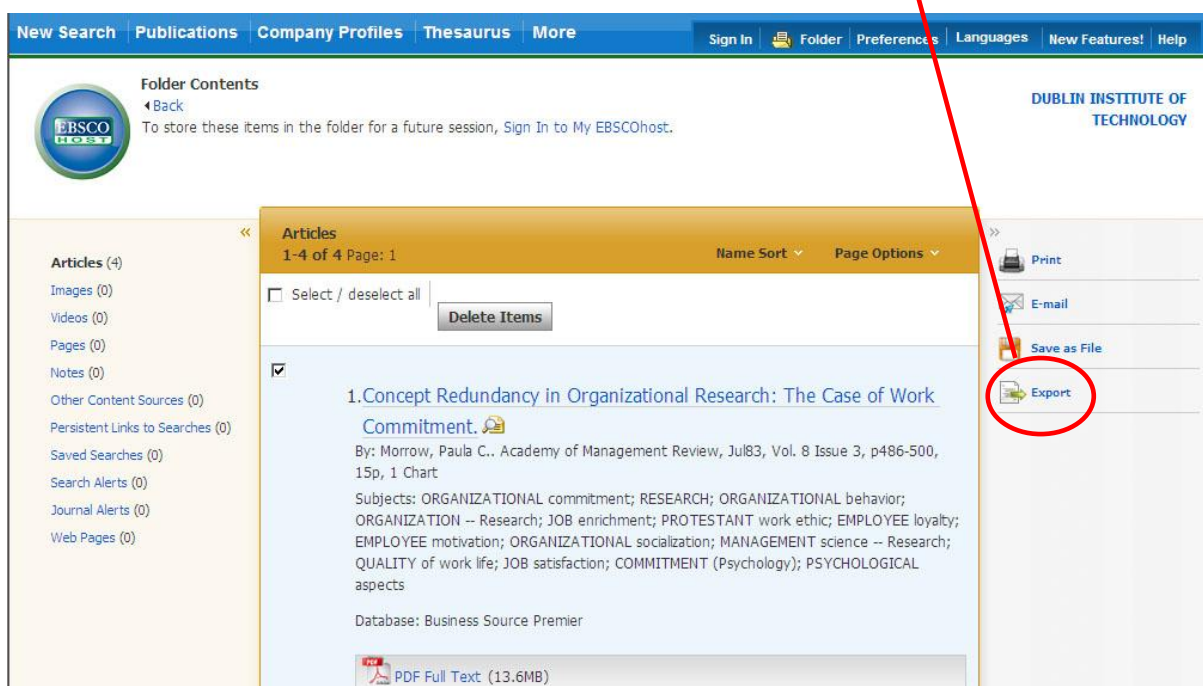 New Search Publications Company Profiles Thesaurus More
Sign In Folder Preferences Languages New Features! Help
EBSCO
HOST
Folder Contents
Back
To store these items in the folder for a future session, Sign In to My EBSCOhost.
DUBLIN INSTITUTE OF
TECHNOLOGY
«
Articles (4)
Images (0)
Videos (0)
Pages (0)
Notes (0)
Other Content Sources (0)
Persistent Links to Searches (0)
Saved Searches (0)
Search Alerts (0)
Journal Alerts (0)
Web Pages (0)
Articles
1-4 of 4 Page: 1
Name Sort Page Options
Select / deselect all
Delete Items
1.Concept Redundancy in Organizational Research: The Case of Work
Commitment.
By: Morrow, Paula C.. Academy of Management Review, Jul83, Vol. 8 Issue 3, p486-500,
15p, 1 Chart
Subjects: ORGANIZATIONAL commitment; RESEARCH; ORGANIZATIONAL behavior;
ORGANIZATION -- Research; JOB enrichment; PROTESTANT work ethic; EMPLOYEE loyalty;
EMPLOYEE motivation; ORGANIZATIONAL socialization; MANAGEMENT science -- Research;
QUALITY of work life; JOB satisfaction; COMMITMENT (Psychology); PSYCHOLOGICAL
aspects
Database: Business Source Premier
PDF
PDF Full Text (13.6MB)
»
Print
E-mail
Save as File
Export